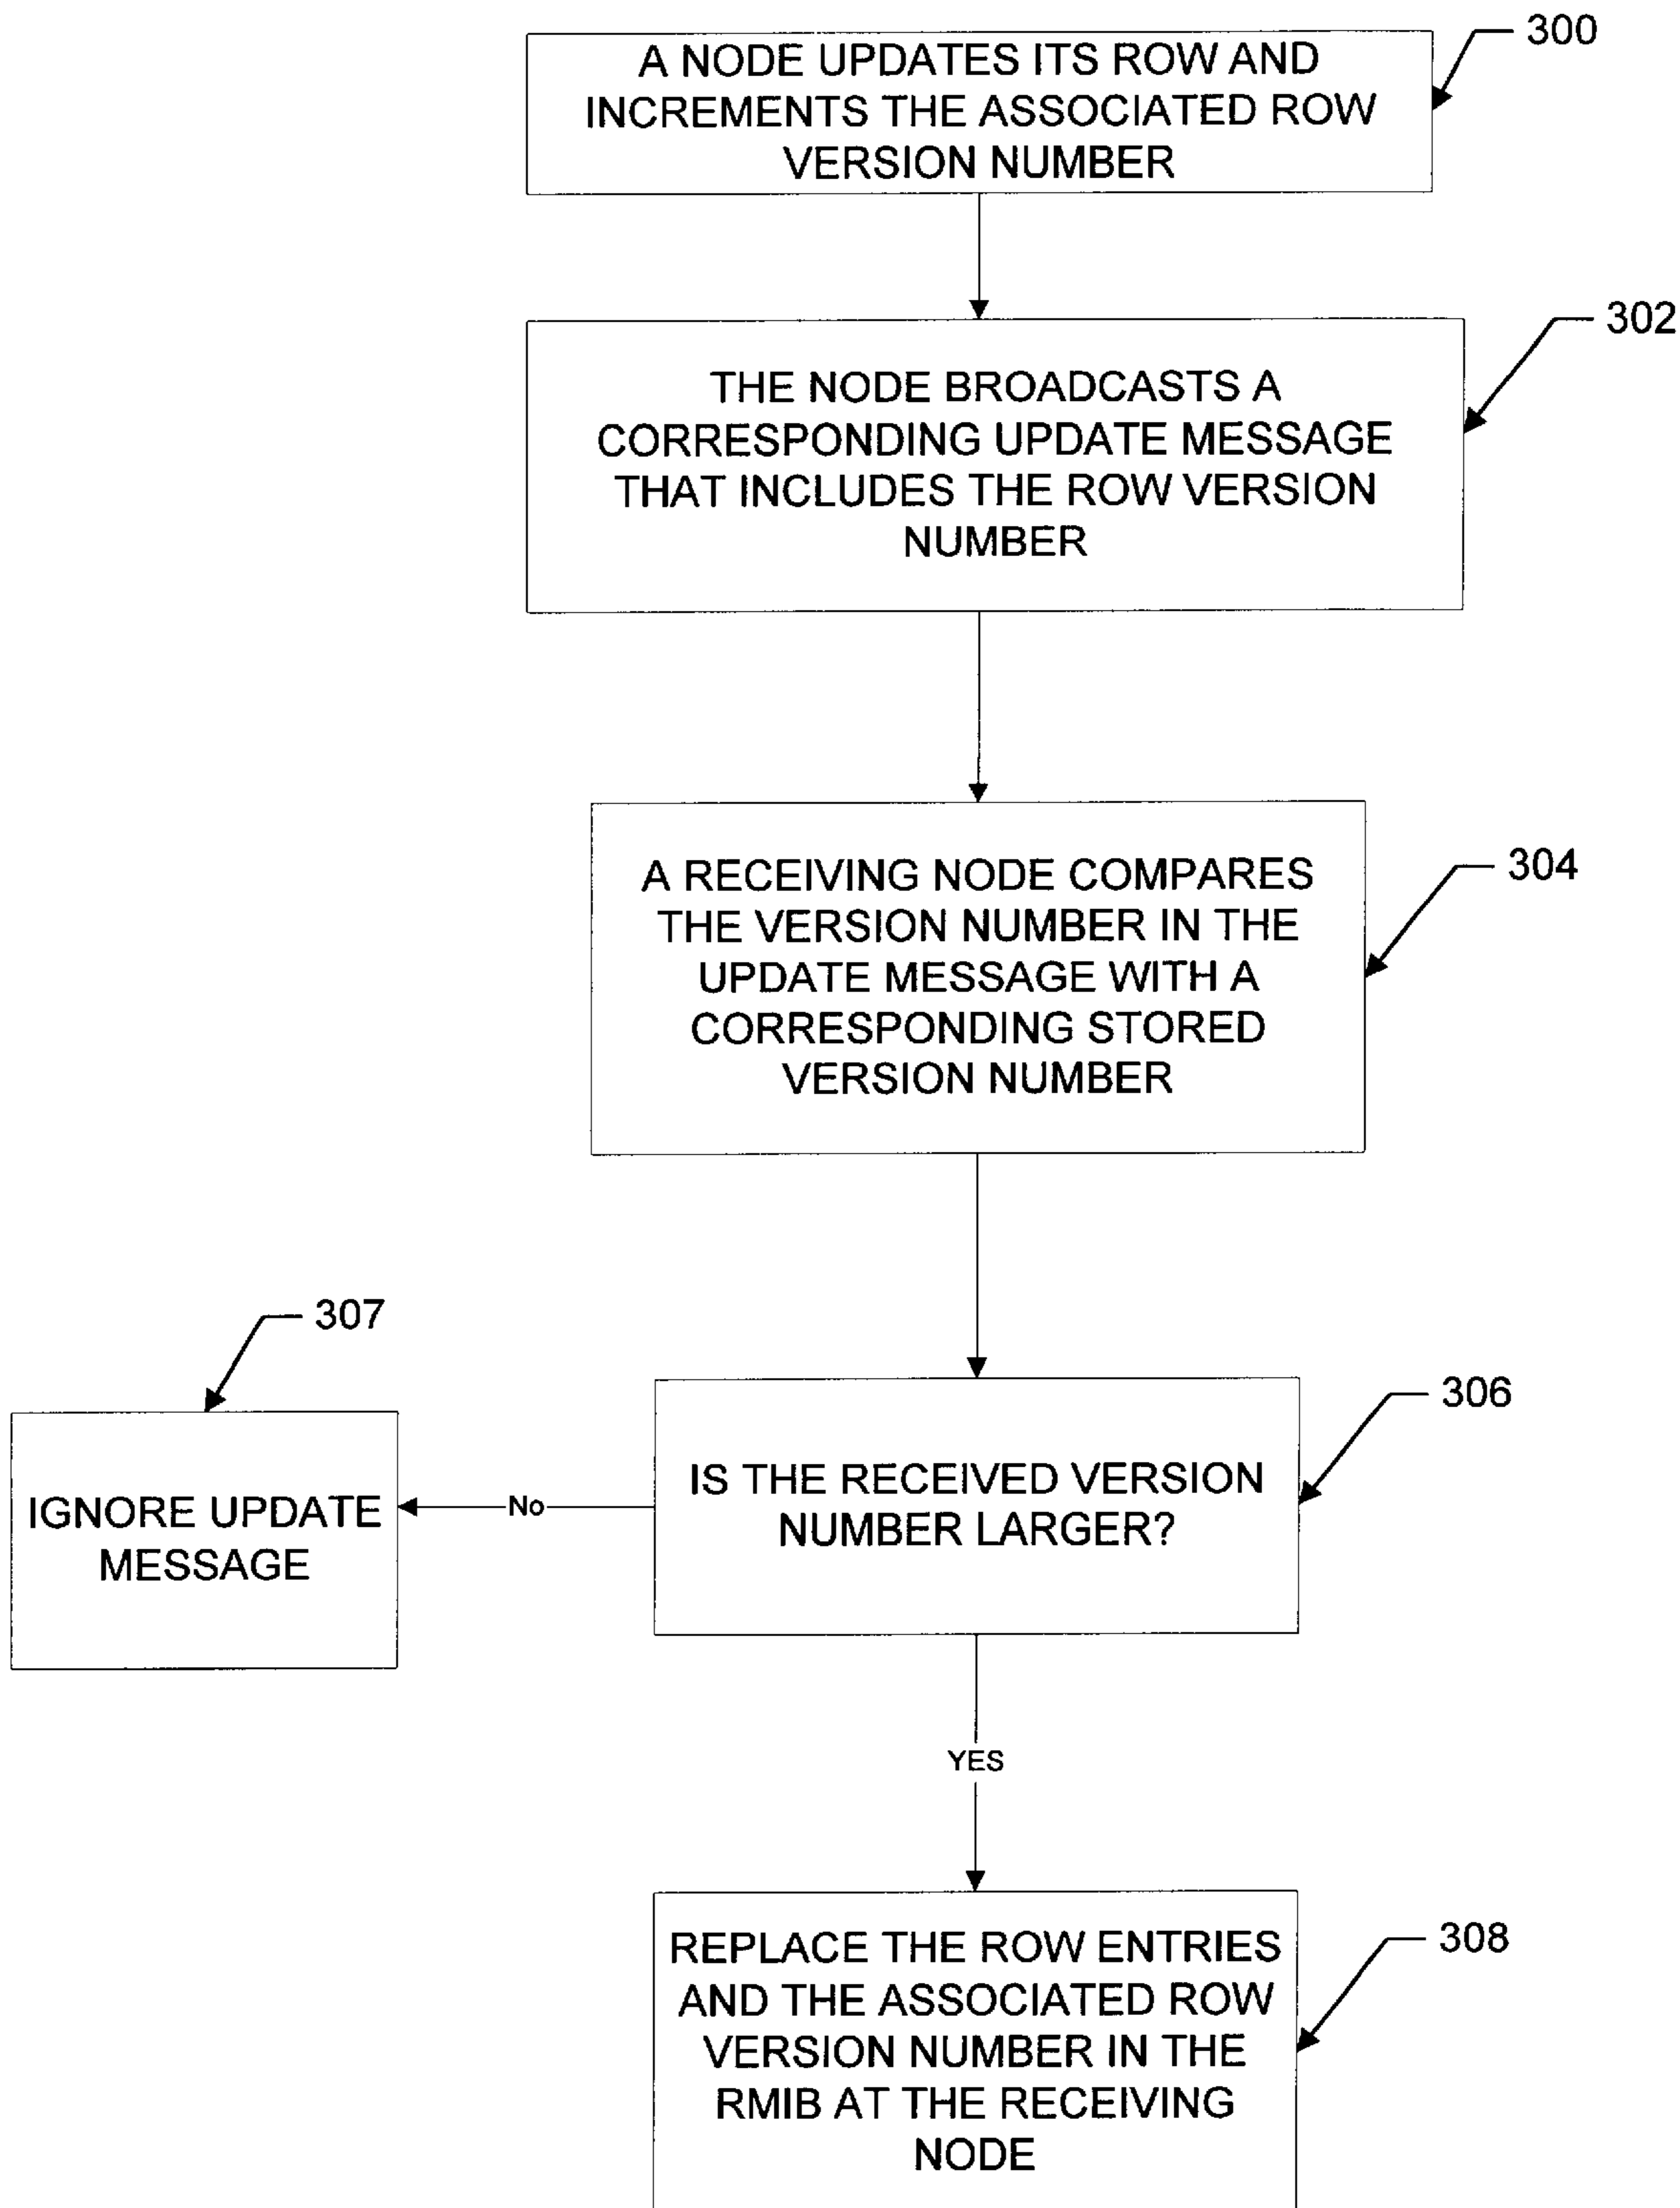 300
A NODE UPDATES ITS ROW AND
INCREMENTS THE ASSOCIATED ROW
VERSION NUMBER
302
THE NODE BROADCASTS A
CORRESPONDING UPDATE MESSAGE
THAT INCLUDES THE ROW VERSION
NUMBER
304
A RECEIVING NODE COMPARES
THE VERSION NUMBER IN THE
UPDATE MESSAGE WITH A
CORRESPONDING STORED
VERSION NUMBER
307
306
IS THE RECEIVED VERSION
NUMBER LARGER?
No
IGNORE UPDATE
MESSAGE
YES
308
REPLACE THE ROW ENTRIES
AND THE ASSOCIATED ROW
VERSION NUMBER IN THE
RMIB AT THE RECEIVING
NODE